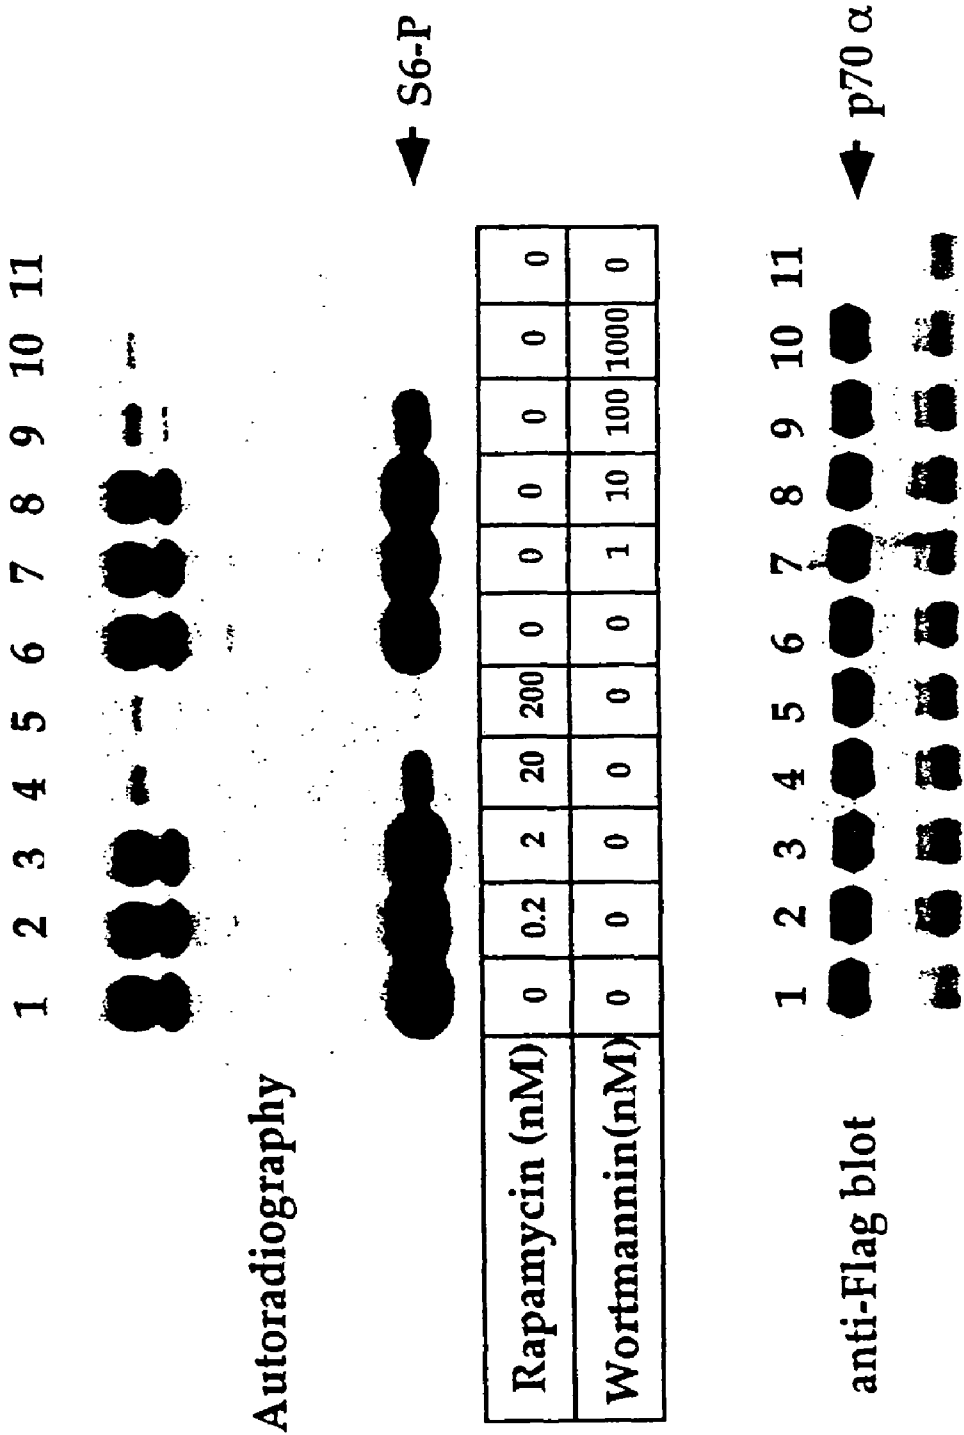 1 2 3 4 5 6 7 8 9 10 11
Autoradiography
S6-P
Rapamycin (nM) 0 0.2 2 20 200 0 0 0 0 0 0
Wortmannin(nM) 0 0 0 0 0 0 1 10 100 1000 0
1 2 3 4 5 6 7 8 9 10 11
anti-Flag blot
p70 α